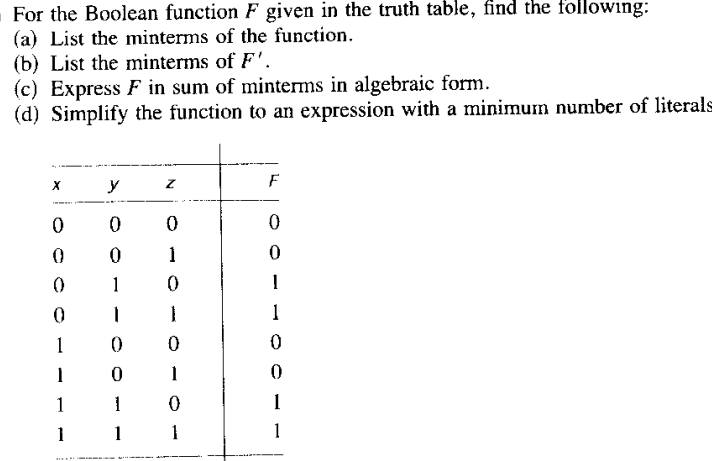 For the Boolean function F given in the truth table, find the following:
(a) List the minterms of the function.
(b) List the minterms of F'.
(c) Express F in sum of minterms in algebraic form.
(d) Simplify the function to an expression with a minimum number of literals
x y z F
0 0 0 0
0 0 1 0
0 1 0 1
0 1 1 1
1 0 0 0
1 0 1 0
1 1 0 1
1 1 1 1